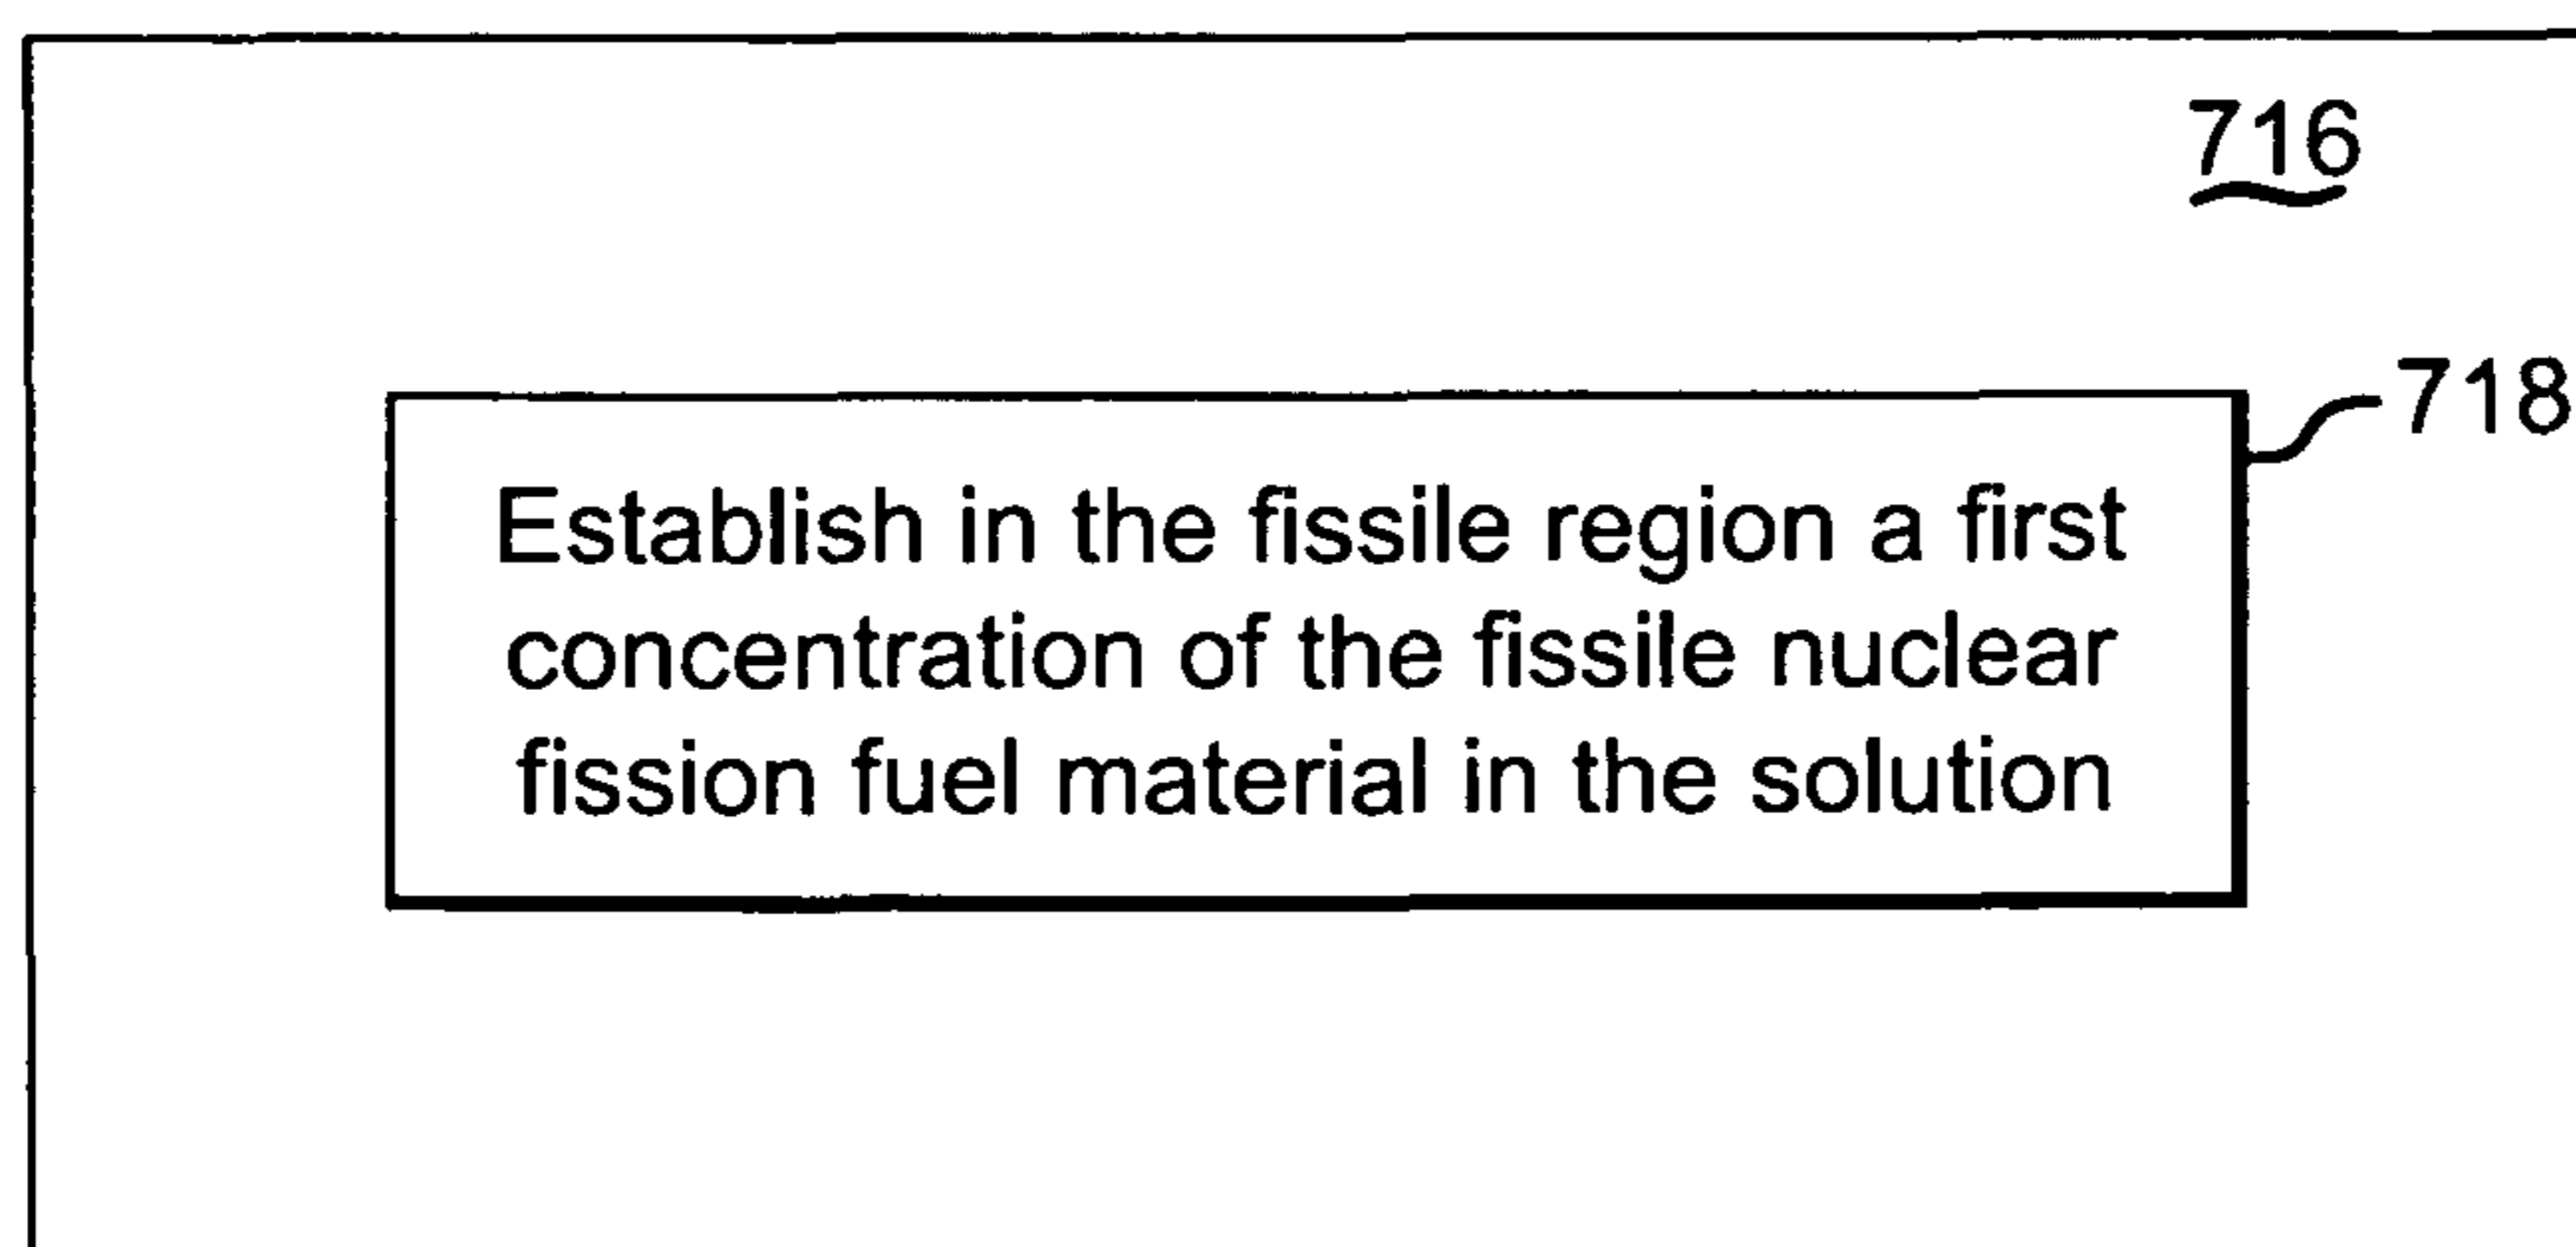 716
718
Establish in the fissile region a first
concentration of the fissile nuclear
fission fuel material in the solution